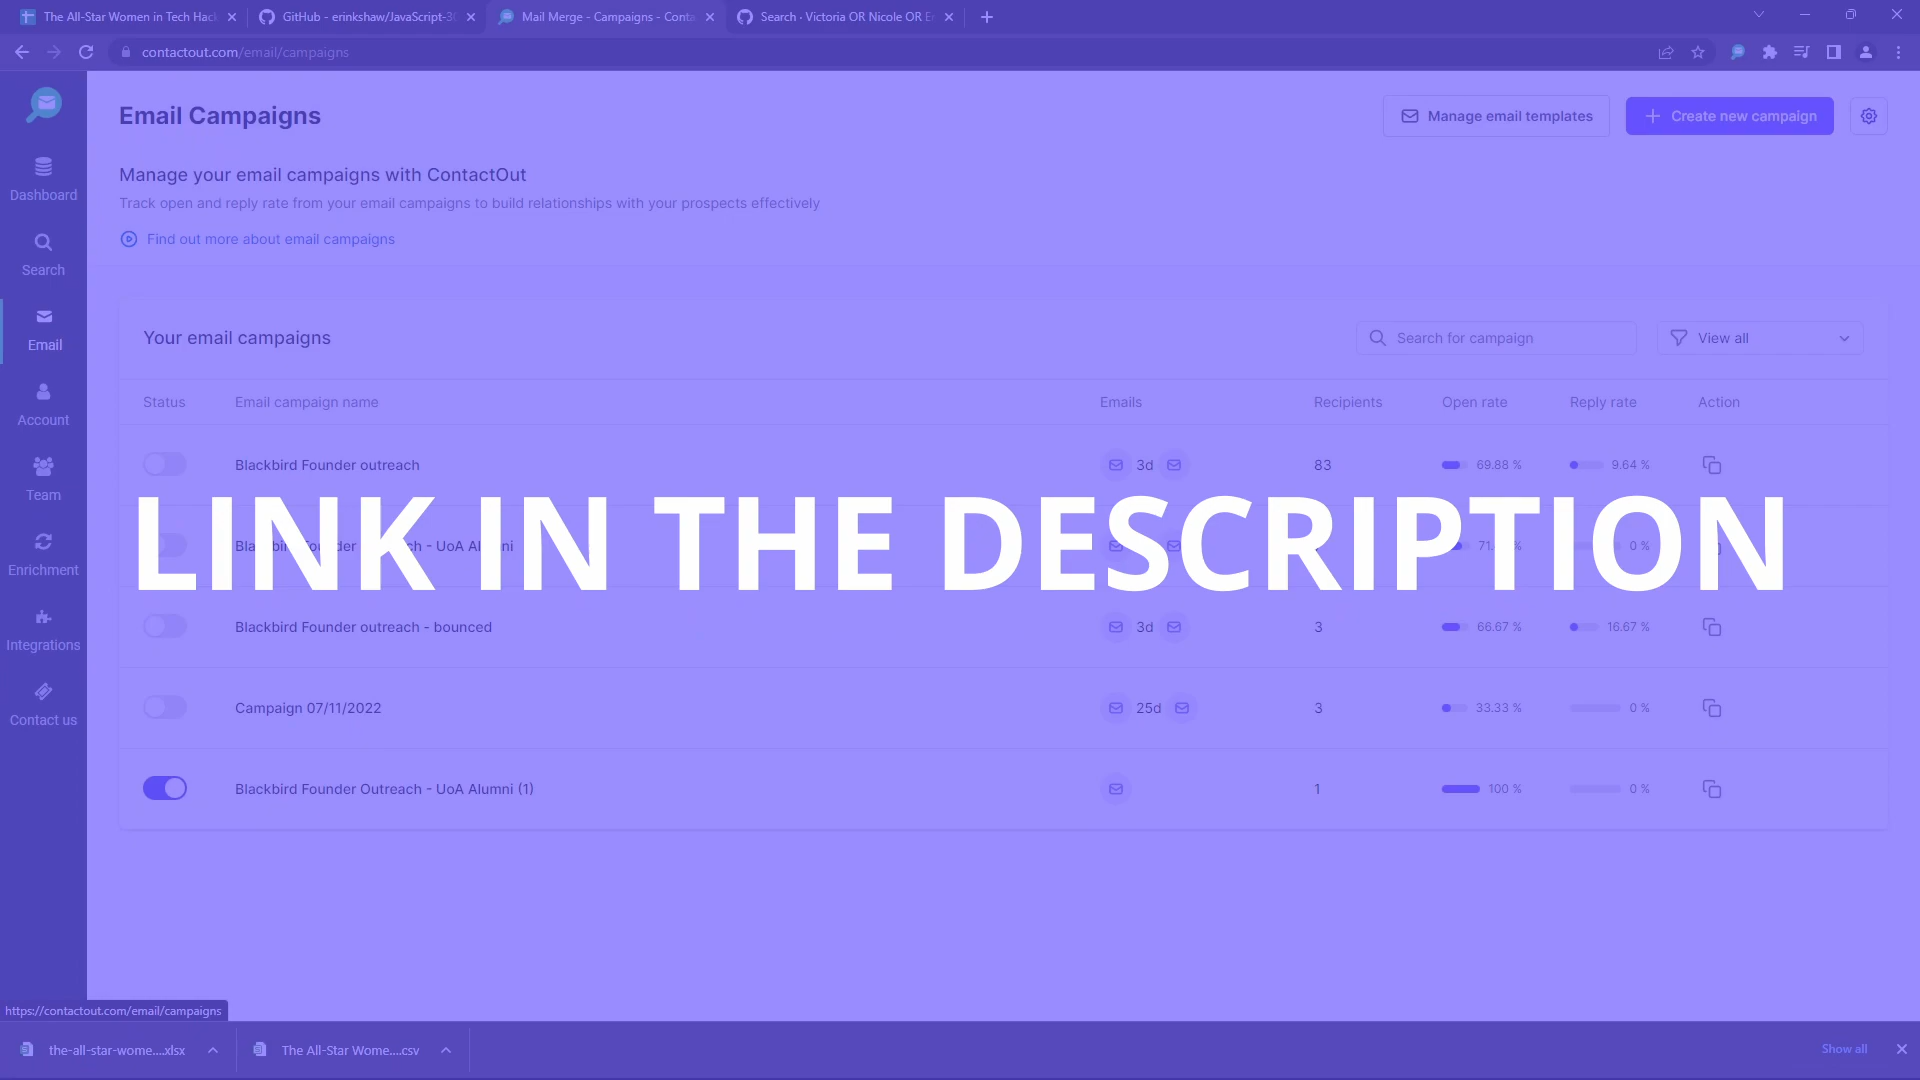 The All-Star Women in Tech Hac
GitHub - erinkshaw/JavaScript-3
Mail Merge - Campaigns - Conta
Search · Victoria OR Nicole OR E
contactout.com/email/campaigns
Email Campaigns
Manage email templates
Create new campaign
Manage your email campaigns with ContactOut
Track open and reply rate from your email campaigns to build relationships with your prospects effectively
Find out more about email campaigns
Dashboard
Search
Email
Account
Team
Enrichment
Integrations
Contact us
Your email campaigns
Search for campaign
View all
Status Email campaign name Emails Recipients Open rate Reply rate Action
Blackbird Founder outreach 3d 83 69.88 % 9.64 %
LINK IN THE DESCRIPTION
UoA 0 %
Blackbird Founder outreach - bounced 3d 3 66.67 % 16.67 %
Campaign 07/11/2022 25d 3 33.33 % 0 %
Blackbird Founder Outreach - UoA Alumni (1) 1 100 % 0 %
https://contactout.com/email/campaigns
the-all-star-wome....xlsx
The All-Star Wome....csv
Show all